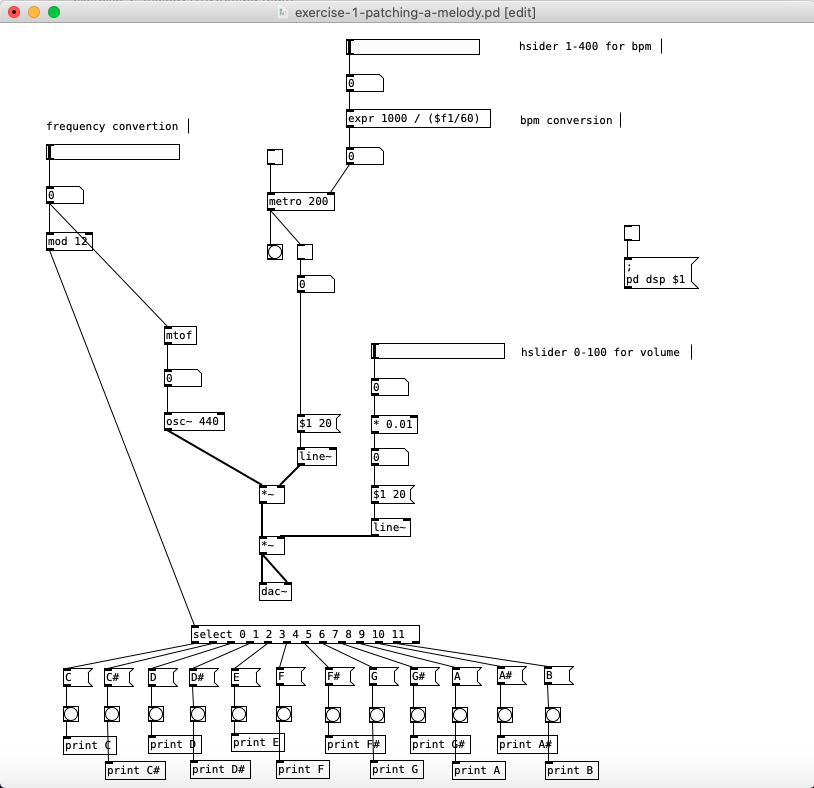 exercise-1-patching-a-melody.pd [edit]
hsider 1-400 for bpm
0
frequency convertion
expr 1000 / ($f1/60)
bpm conversion
0
0
metro 200
mod 12
;
pd dsp $1
0
mtof
hslider 0-100 for volume
0
0
osc~ 440
$1 20
* 0.01
line~
0
*~
$1 20
line~
*~
dac~
select 0 1 2 3 4 5 6 7 8 9 10 11
C
C#
D
D#
E
F
F#
G
G#
A
A#
B
print C
print D
print E
print F#
print G#
print A#
print C#
print D#
print F
print G
print A
print B